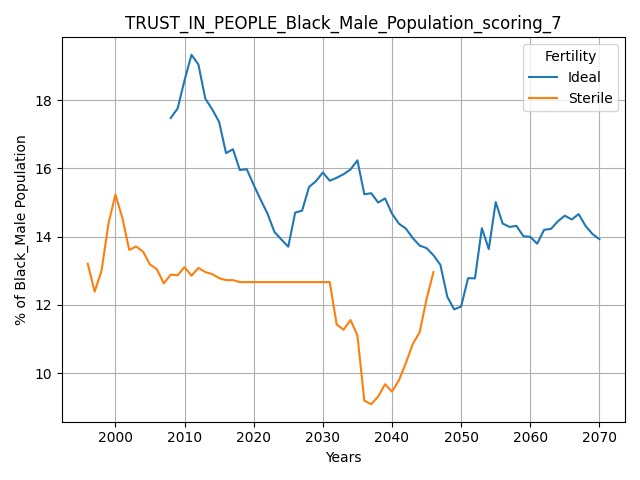 TRUST_IN_PEOPLE_Black_Male_Population_scoring_7
Fertility
Ideal
Sterile
% of Black_Male Population
18
16
14
12
10
2000 2010 2020 2030 2040 2050 2060 2070
Years